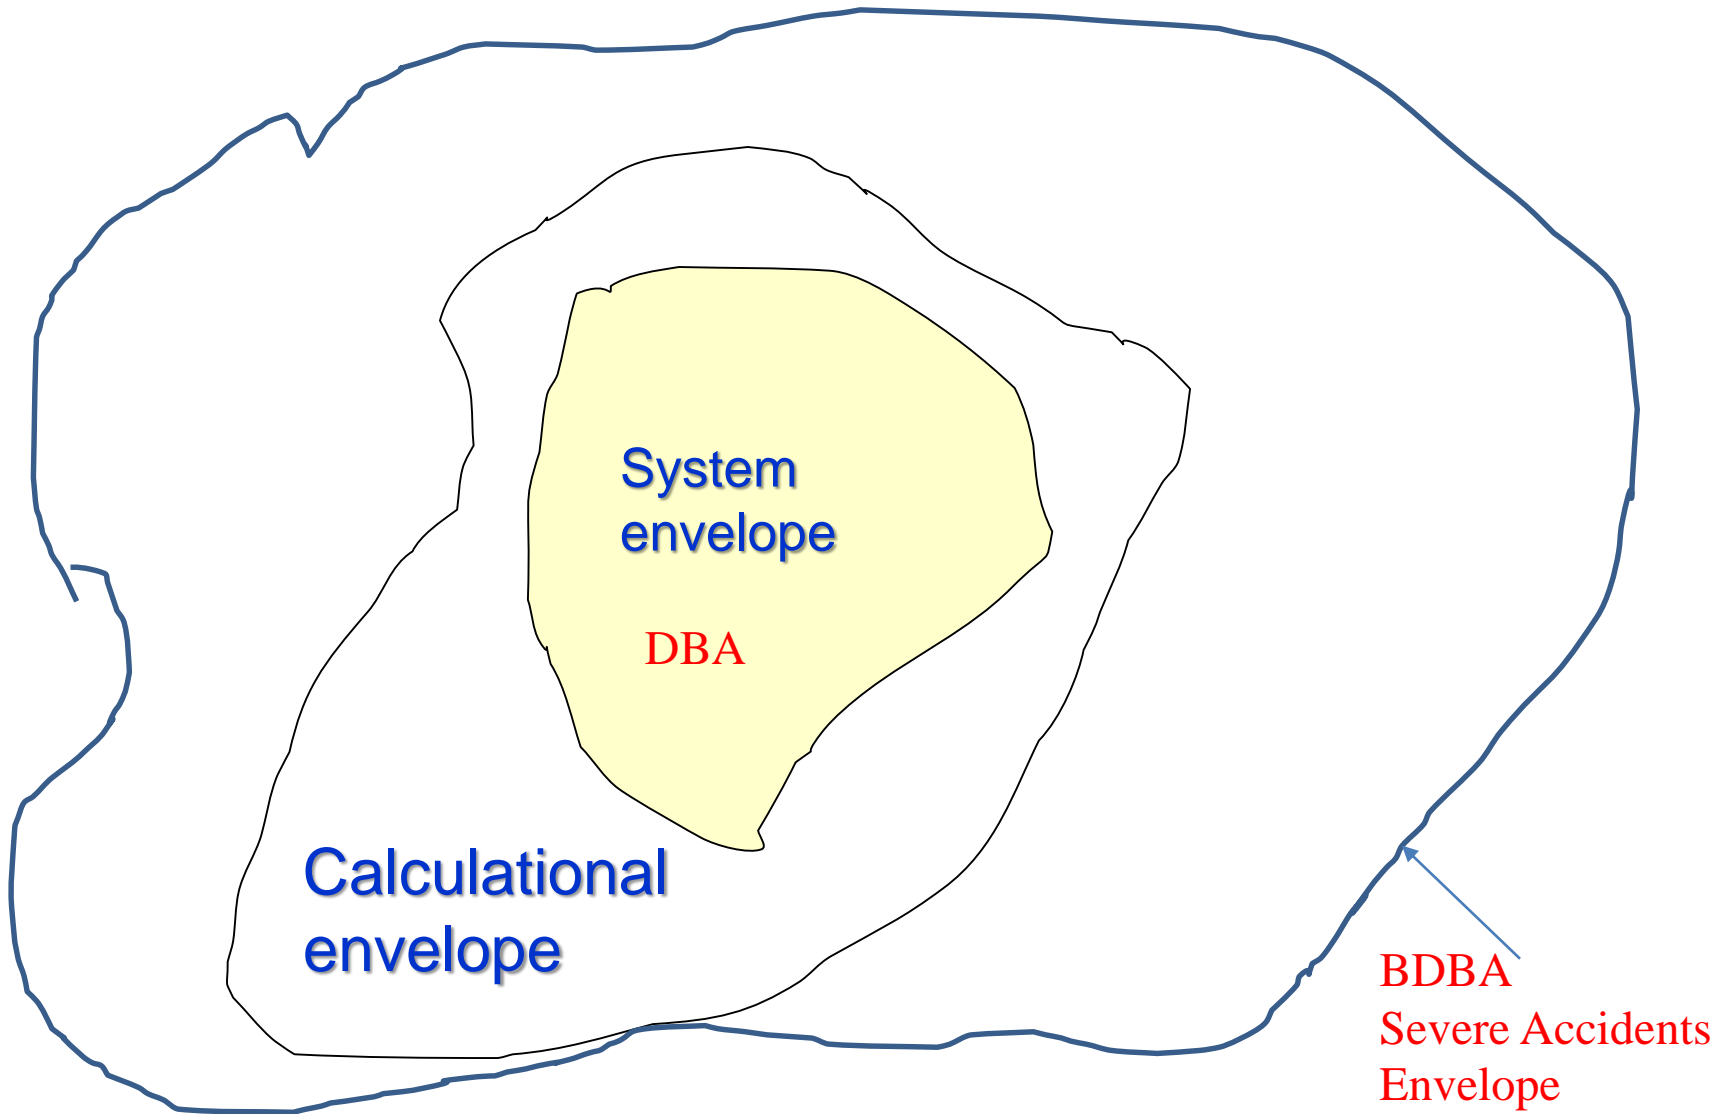 System
envelope
DBA
Calculational
envelope
BDBA
Severe Accidents
Envelope